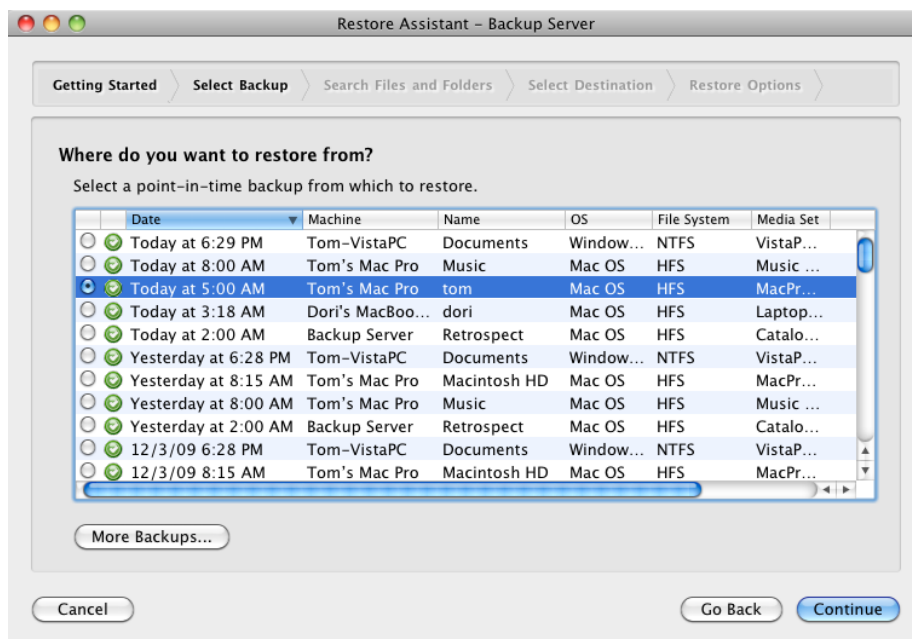 Restore Assistant – Backup Server
Getting Started Select Backup Search Files and Folders Select Destination Restore Options
Where do you want to restore from?
Select a point-in-time backup from which to restore.
Date Machine Name OS File System Media Set
Today at 6:29 PM Tom-VistaPC Documents Window... NTFS VistaP...
Today at 8:00 AM Tom's Mac Pro Music Mac OS HFS Music ...
Today at 5:00 AM Tom's Mac Pro tom Mac OS HFS MacPr...
Today at 3:18 AM Dori's MacBoo... dori Mac OS HFS Laptop...
Today at 2:00 AM Backup Server Retrospect Mac OS HFS Catalo...
Yesterday at 6:28 PM Tom-VistaPC Documents Window... NTFS VistaP...
Yesterday at 8:15 AM Tom's Mac Pro Macintosh HD Mac OS HFS MacPr...
Yesterday at 8:00 AM Tom's Mac Pro Music Mac OS HFS Music ...
Yesterday at 2:00 AM Backup Server Retrospect Mac OS HFS Catalo...
12/3/09 6:28 PM Tom-VistaPC Documents Window... NTFS VistaP...
12/3/09 8:15 AM Tom's Mac Pro Macintosh HD Mac OS HFS MacPr...
More Backups...
Cancel Go Back Continue